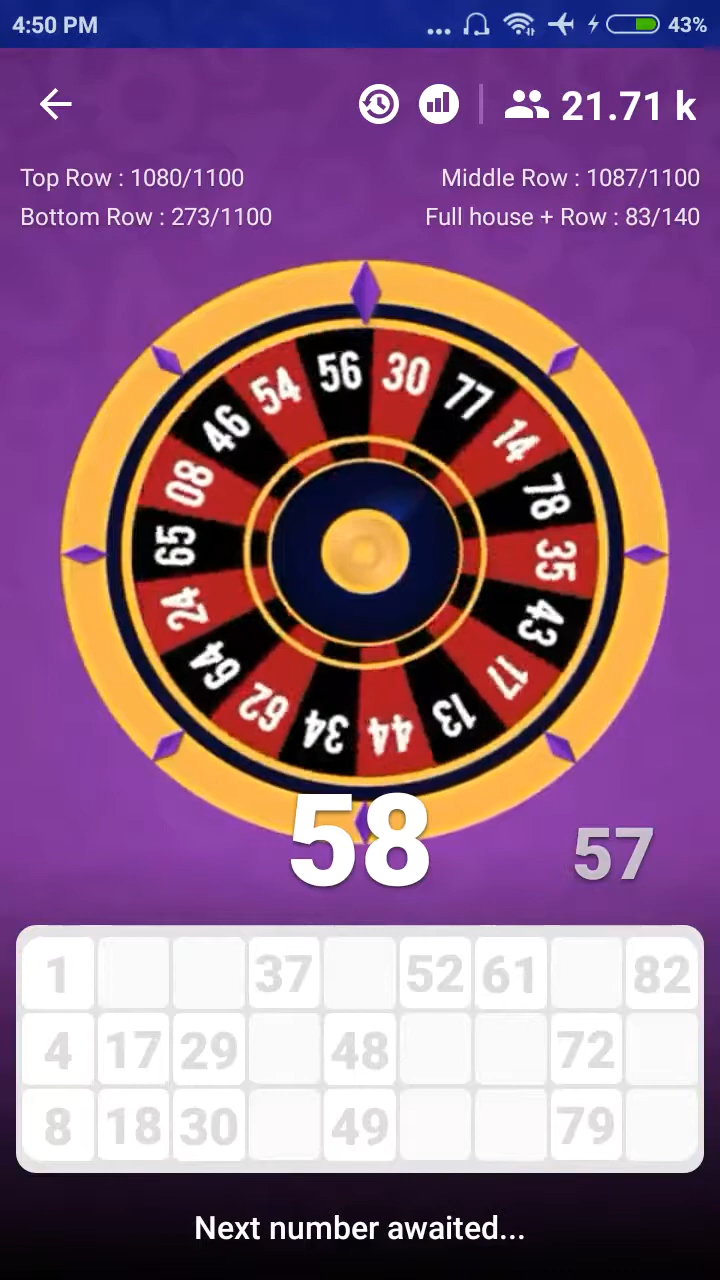 4:50 PM ... 43%
21.71 k
Top Row : 1080/1100 Middle Row : 1087/1100
Bottom Row : 273/1100 Full house + Row : 83/140
56 30 77 14 78 35 43 17 13 44 34 62 64 24 65 08 46 54
58 57
1 37 52 61 82
4 17 29 48 72
8 18 30 49 79
Next number awaited...